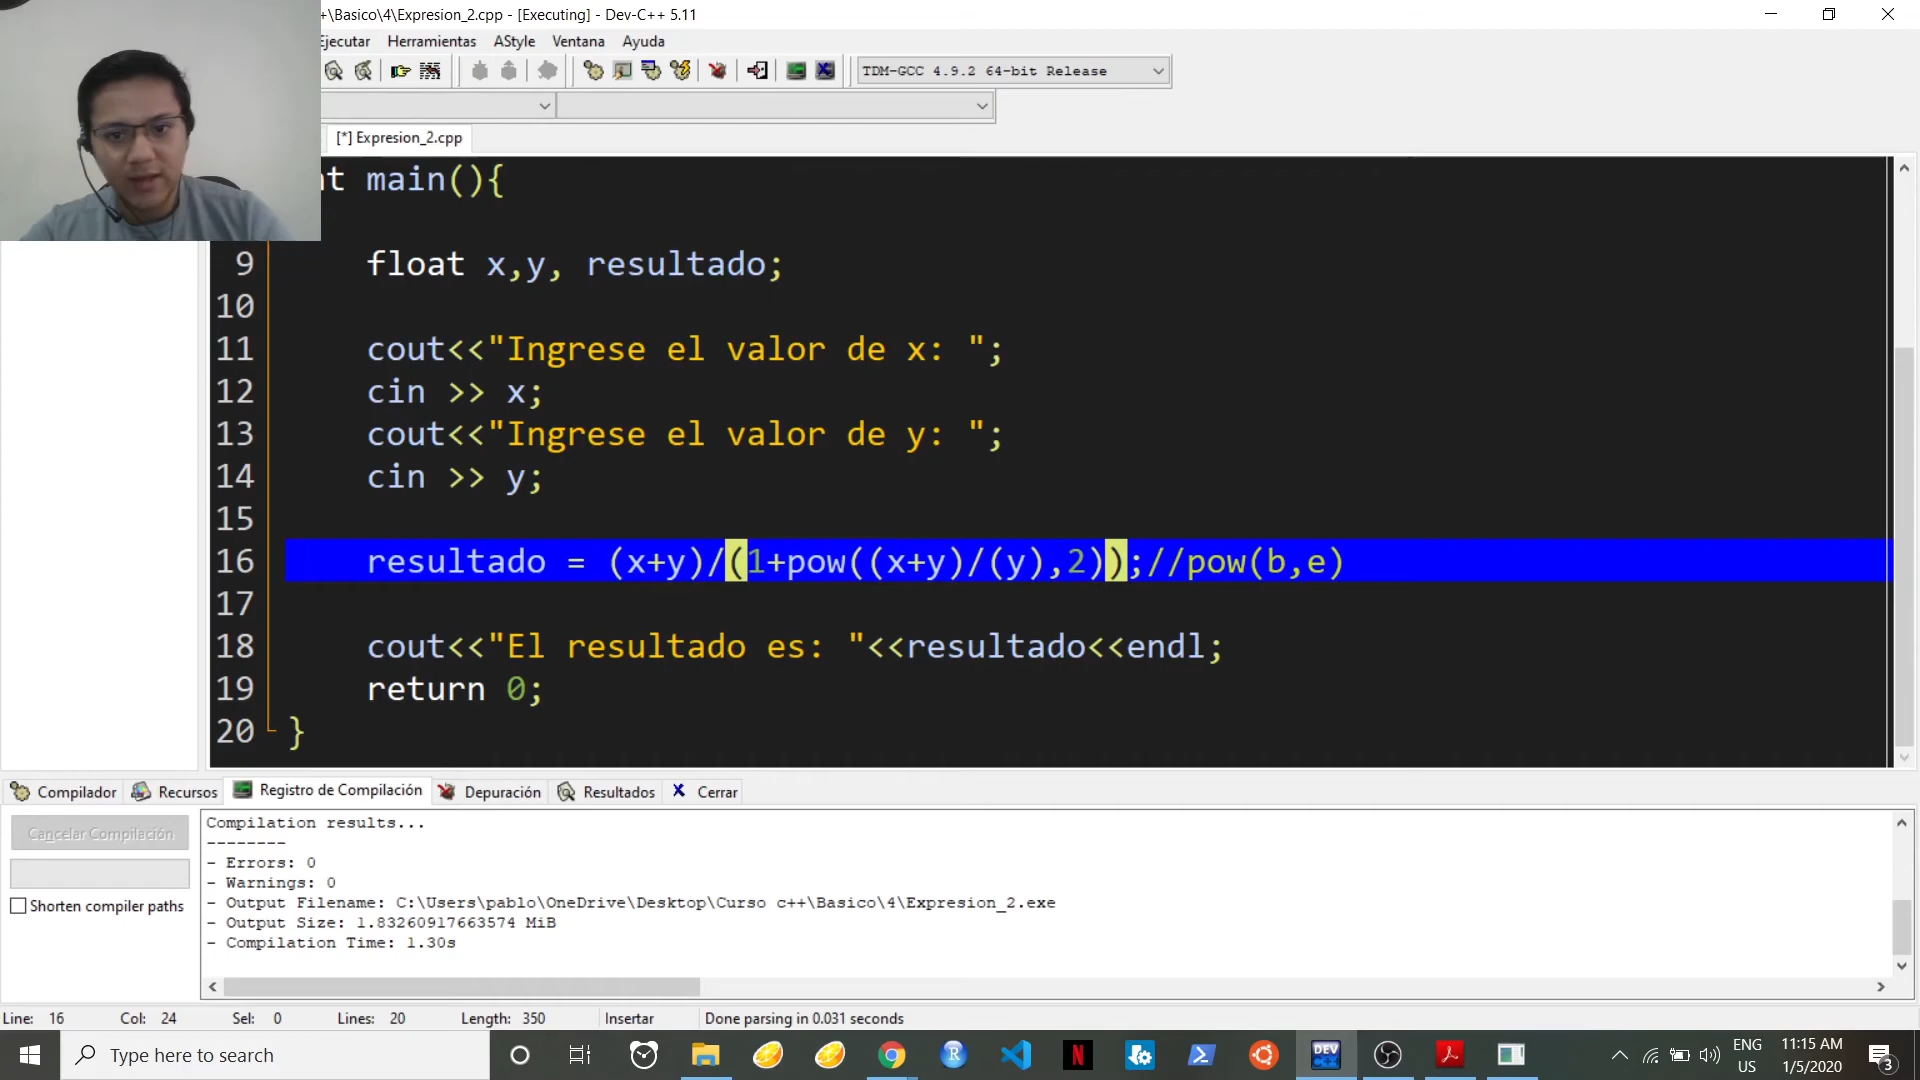 +\Basico\4\Expresion_2.cpp - [Executing] - Dev-C++ 5.11
Ejecutar Herramientas AStyle Ventana Ayuda
TDM-GCC 4.9.2 64-bit Release
[*] Expresion_2.cpp
nt main(){
9 float x,y, resultado;
10
11 cout<<"Ingrese el valor de x: ";
12 cin >> x;
13 cout<<"Ingrese el valor de y: ";
14 cin >> y;
15
16 resultado = (x+y)/(1+pow((x+y)/(y),2));//pow(b,e)
17
18 cout<<"El resultado es: "<<resultado<<endl;
19 return 0;
20 }
Compilador Recursos Registro de Compilación Depuración Resultados Cerrar
Cancelar Compilación
Shorten compiler paths
Compilation results...
--------
- Errors: 0
- Warnings: 0
- Output Filename: C:\Users\pablo\OneDrive\Desktop\Curso c++\Basico\4\Expresion_2.exe
- Output Size: 1.83260917663574 MiB
- Compilation Time: 1.30s
Line: 16 Col: 24 Sel: 0 Lines: 20 Length: 350 Insertar Done parsing in 0.031 seconds
Type here to search
R
N
DEV C++
ENG
US
11:15 AM
1/5/2020
3